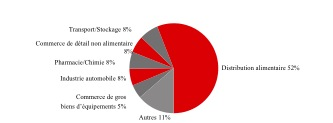 Transport/Stockage 8%
Commerce de détail non alimentaire
8%
Pharmacie/Chimie 8%
Distribution alimentaire 52%
Industrie automobile 8%
Commerce de gros
biens d’équipements 5%
Autres 11%